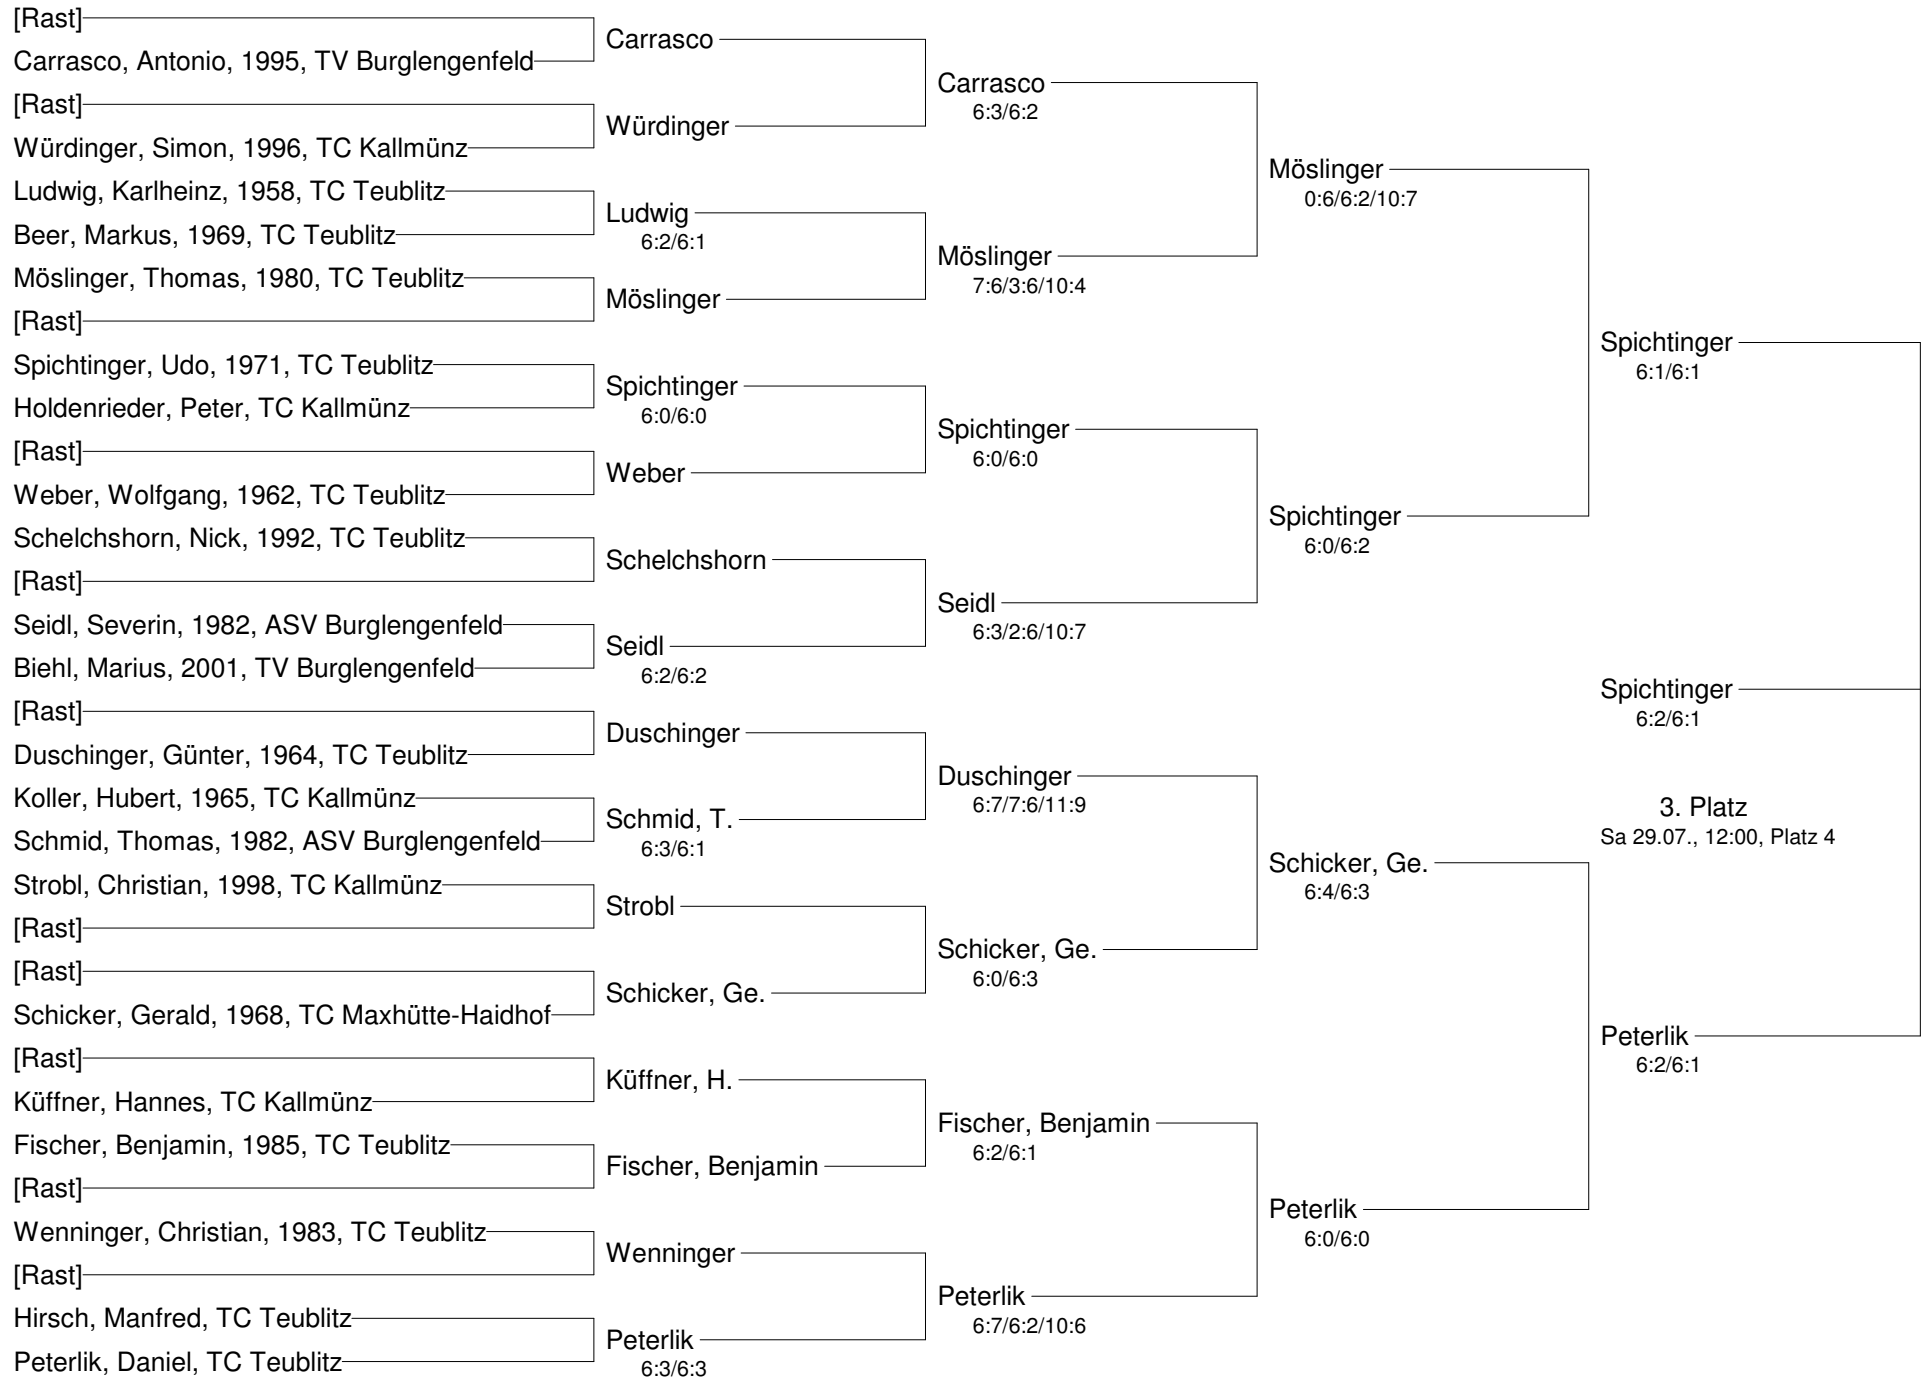 [Rast]
Carrasco, Antonio, 1995, TV Burglengenfeld
[Rast]
Würdinger, Simon, 1996, TC Kallmünz
Ludwig, Karlheinz, 1958, TC Teublitz
Beer, Markus, 1969, TC Teublitz
Möslinger, Thomas, 1980, TC Teublitz
[Rast]
Spichtinger, Udo, 1971, TC Teublitz
Holdenrieder, Peter, TC Kallmünz
[Rast]
Weber, Wolfgang, 1962, TC Teublitz
Schelchshorn, Nick, 1992, TC Teublitz
[Rast]
Seidl, Severin, 1982, ASV Burglengenfeld
Biehl, Marius, 2001, TV Burglengenfeld
[Rast]
Duschinger, Günter, 1964, TC Teublitz
Koller, Hubert, 1965, TC Kallmünz
Schmid, Thomas, 1982, ASV Burglengenfeld
Strobl, Christian, 1998, TC Kallmünz
[Rast]
[Rast]
Schicker, Gerald, 1968, TC Maxhütte-Haidhof
[Rast]
Küffner, Hannes, TC Kallmünz
Fischer, Benjamin, 1985, TC Teublitz
[Rast]
Wenninger, Christian, 1983, TC Teublitz
[Rast]
Hirsch, Manfred, TC Teublitz
Peterlik, Daniel, TC Teublitz
Carrasco
Würdinger
Ludwig
6:2/6:1
Möslinger
Spichtinger
6:0/6:0
Weber
Schelchshorn
Seidl
6:2/6:2
Duschinger
Schmid, T.
6:3/6:1
Strobl
Schicker, Ge.
Küffner, H.
Fischer, Benjamin
Wenninger
Peterlik
6:3/6:3
Carrasco
6:3/6:2
Möslinger
7:6/3:6/10:4
Spichtinger
6:0/6:0
Seidl
6:3/2:6/10:7
Duschinger
6:7/7:6/11:9
Schicker, Ge.
6:0/6:3
Fischer, Benjamin
6:2/6:1
Peterlik
6:7/6:2/10:6
Möslinger
0:6/6:2/10:7
Spichtinger
6:0/6:2
Schicker, Ge.
6:4/6:3
Peterlik
6:0/6:0
Spichtinger
6:1/6:1
Spichtinger
6:2/6:1
3. Platz
Sa 29.07., 12:00, Platz 4
Peterlik
6:2/6:1